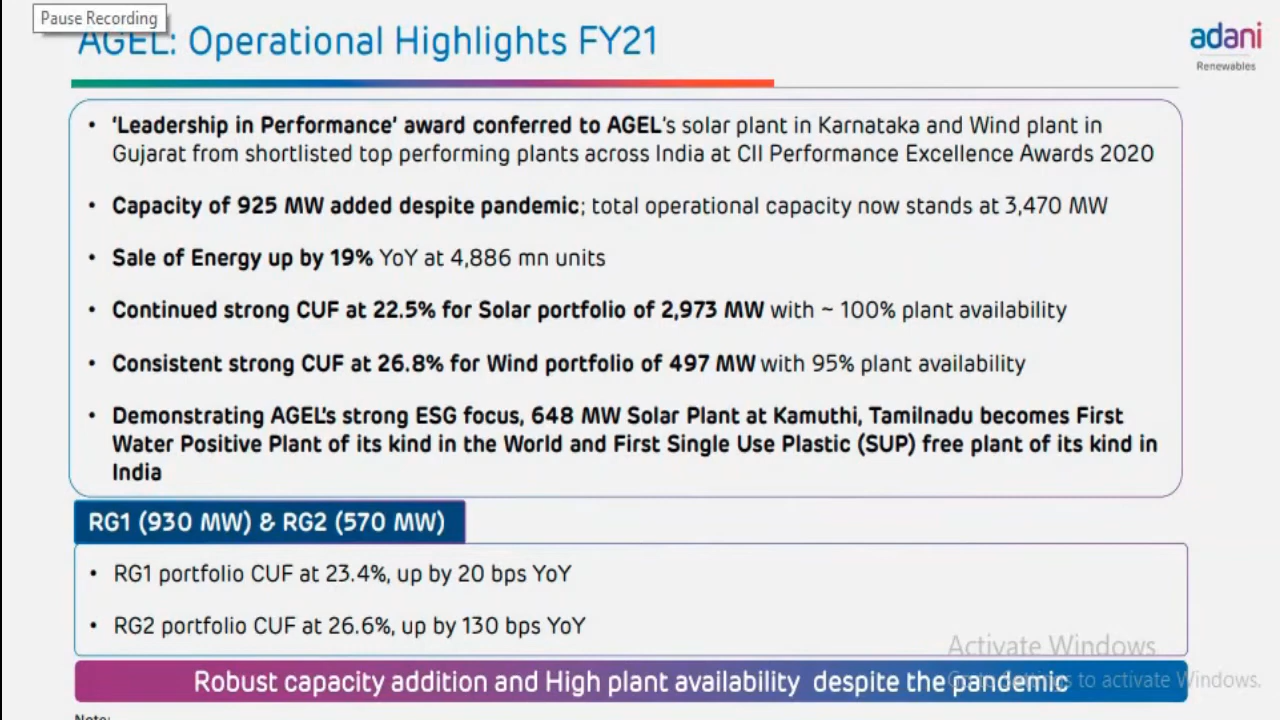 Pause Recording
AGEL: Operational Highlights FY21
adani
Renewables
• ‘Leadership in Performance’ award conferred to AGEL’s solar plant in Karnataka and Wind plant in
Gujarat from shortlisted top performing plants across India at CII Performance Excellence Awards 2020
• Capacity of 925 MW added despite pandemic; total operational capacity now stands at 3,470 MW
• Sale of Energy up by 19% YoY at 4,886 mn units
• Continued strong CUF at 22.5% for Solar portfolio of 2,973 MW with ~ 100% plant availability
• Consistent strong CUF at 26.8% for Wind portfolio of 497 MW with 95% plant availability
• Demonstrating AGEL’s strong ESG focus, 648 MW Solar Plant at Kamuthi, Tamilnadu becomes First
Water Positive Plant of its kind in the World and First Single Use Plastic (SUP) free plant of its kind in
India
RG1 (930 MW) & RG2 (570 MW)
• RG1 portfolio CUF at 23.4%, up by 20 bps YoY
• RG2 portfolio CUF at 26.6%, up by 130 bps YoY
Activate Windows
Go to Settings to activate Windows.
Robust capacity addition and High plant availability despite the pandemic
Note: